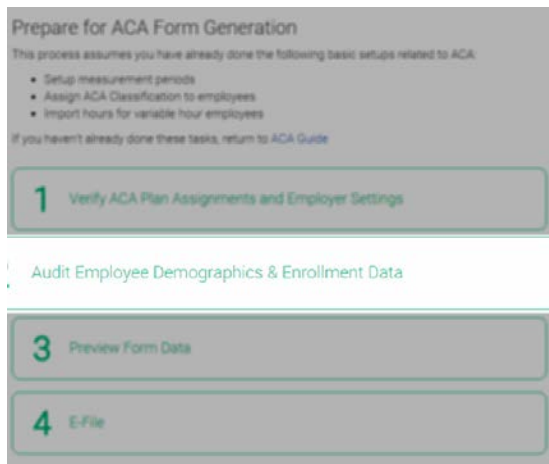 Prepare for ACA Form Generation
This process assumes you have already done the following basic setups related to ACA:
• Setup measurement periods
• Assign ACA Classification to employees
• Import hours for variable hour employees
If you haven't already done these tasks, return to ACA Guide
1 Verify ACA Plan Assignments and Employer Settings
Audit Employee Demographics & Enrollment Data
3 Preview Form Data
4 E-File